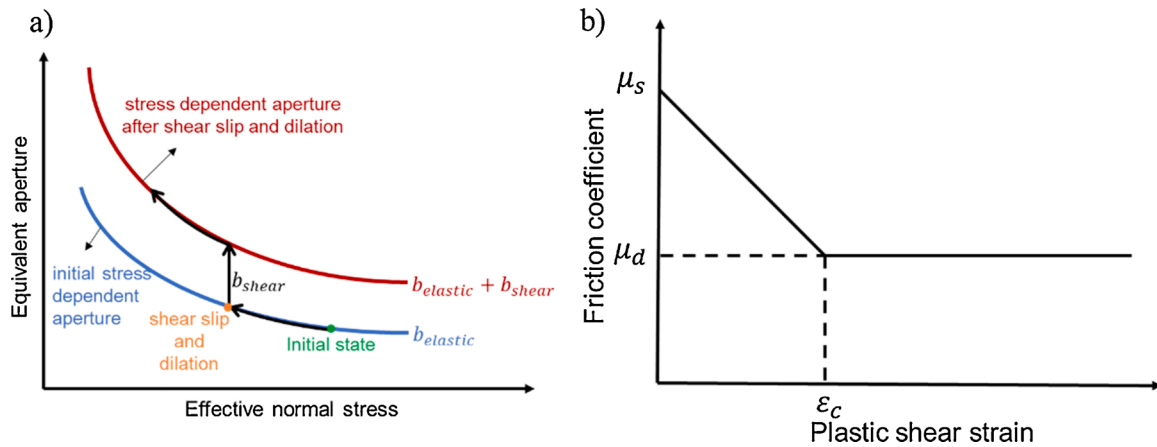 a)
Equivalent aperture
stress dependent aperture
after shear slip and dilation
initial stress
dependent
aperture
b_shear
shear slip
and
dilation
Initial state
b_elastic + b_shear
b_elastic
Effective normal stress
b)
Friction coefficient
μ_s
μ_d
ε_c
Plastic shear strain